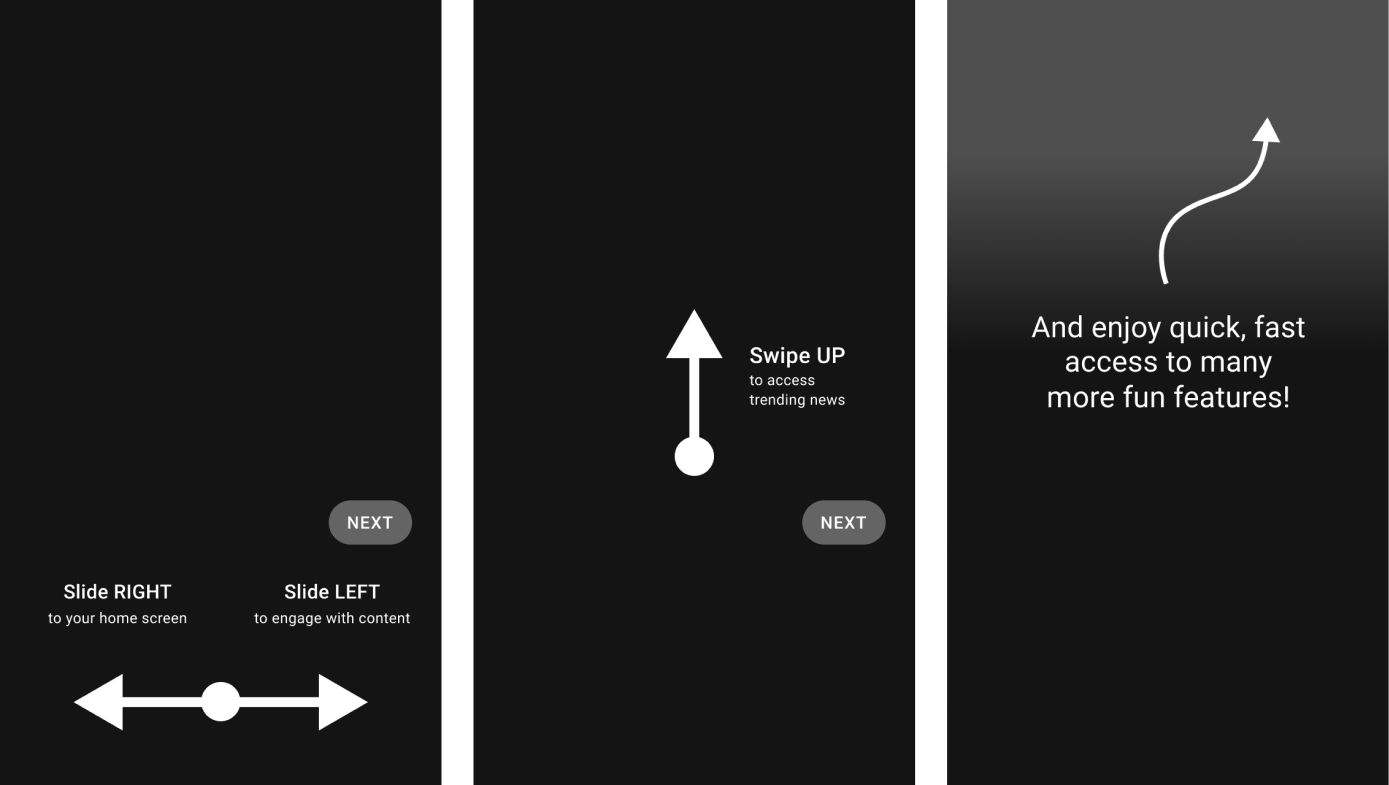 NEXT
Slide RIGHT
to your home screen
Slide LEFT
to engage with content
Swipe UP
to access
trending news
NEXT
And enjoy quick, fast
access to many
more fun features!